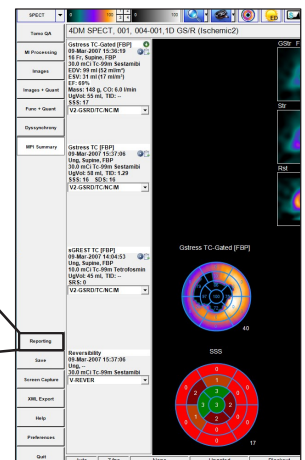 SPECT
Tomo QA
MI Processing
Images
Images + Quant
Func + Quant
Dyssynchrony
MPI Summary
Reporting
Save
Screen Capture
XML Export
Help
Preferences
Quit
4DM SPECT, 001, 004-001,1D GS/R (Ischemic2)
Gstress TC-Gated [FBP]
09-Mar-2007 15:36:19
16 Fr, Supine, FBP
30.0 mCi Tc-99m Sestamibi
EDV: 99 ml (52 ml/m²)
ESV: 31 ml (17 ml/m²)
EF: 69%
Mass: 148 g, CO: 6.0 l/min
UgVol: 55 ml, TID: --
SSS: 17
V2-GSRD/TC/NC/M
Gstress TC [FBP]
09-Mar-2007 15:37:06
Ung, Supine, FBP
30.0 mCi Tc-99m Sestamibi
UgVol: 58 ml, TID: 1.29
SSS: 16 SDS: 16
V2-GSRD/TC/NC/M
sGREST TC [FBP]
09-Mar-2007 14:04:53
Ung, Supine, FBP
10.0 mCi Tc-99m Tetrofosmin
UgVol: 45 ml, TID: --
SRS: 0
V2-GSRD/TC/NC/M
Reversibility
09-Mar-2007 15:37:06
Ung, --
30.0 mCi Tc-99m Sestamibi
V-REVER
GStr F
Str
Rst
Gstress TC-Gated [FBP]
40
SSS
17